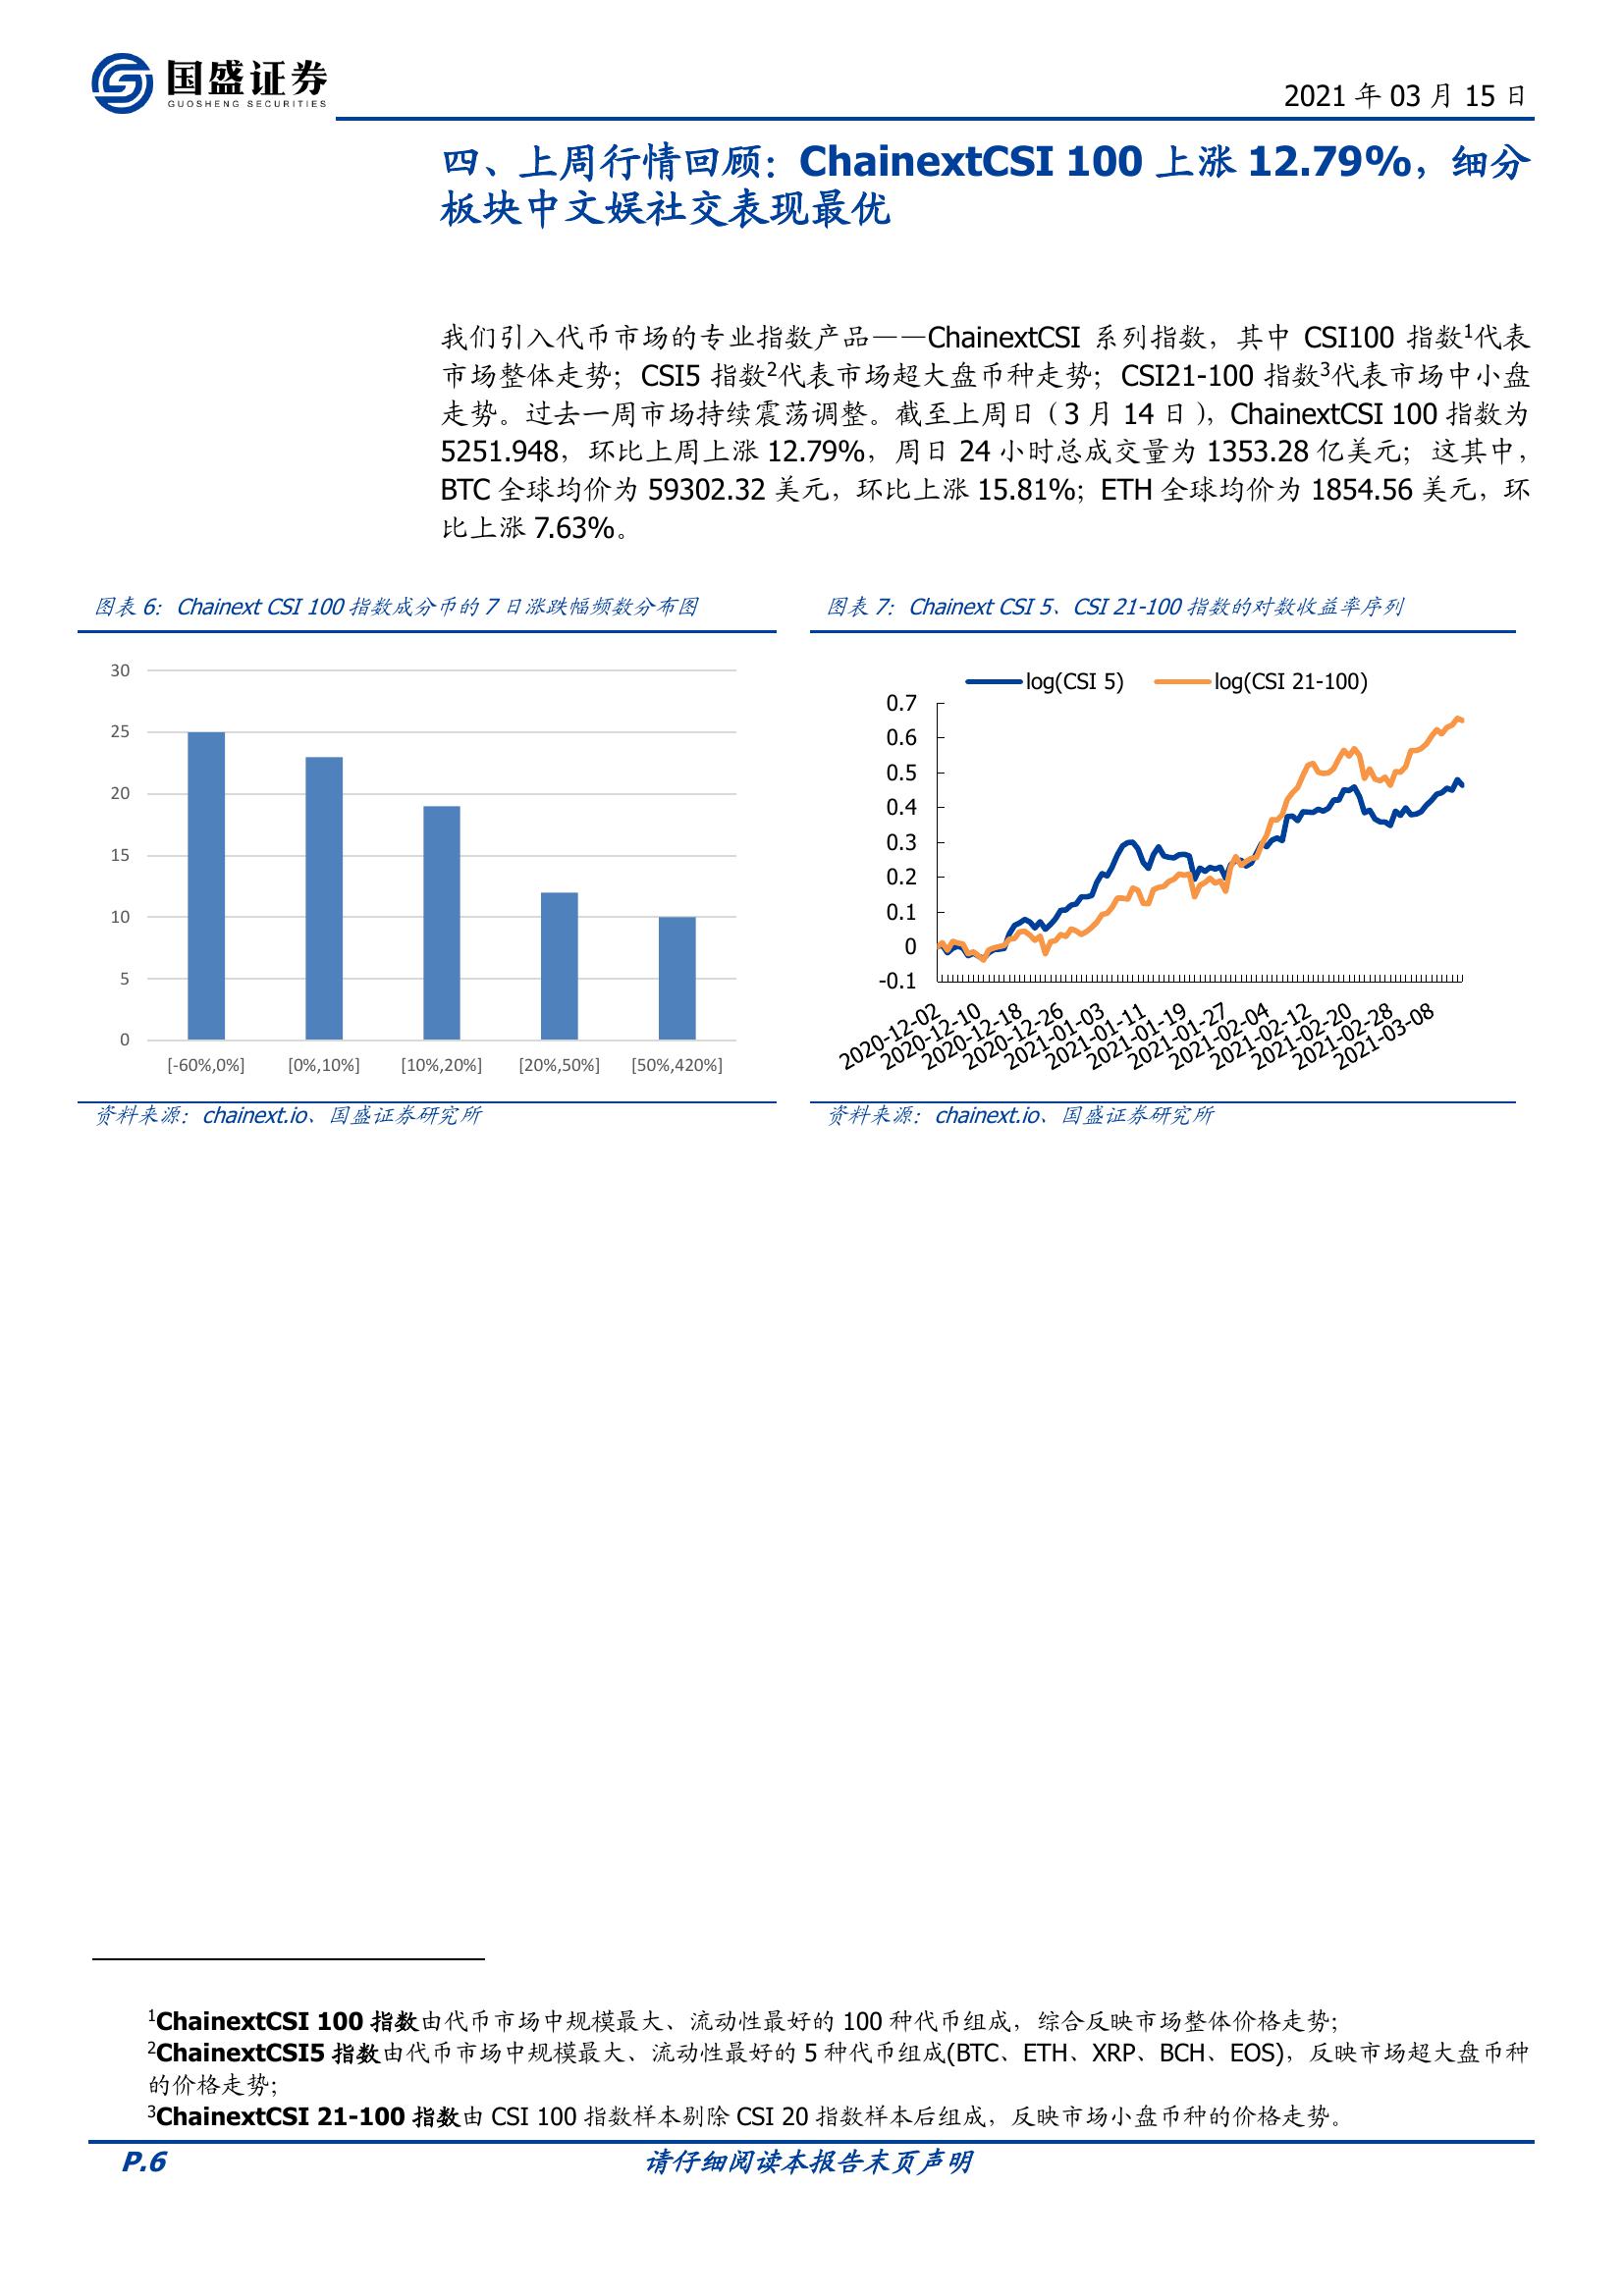 国盛证券
GUOSHENG SECURITIES
2021 年 03 月 15 日
四、上周行情回顾：ChainextCSI 100 上涨 12.79%，细分
板块中文娱社交表现最优
我们引入代币市场的专业指数产品——ChainextCSI 系列指数，其中 CSI100 指数¹代表
市场整体走势；CSI5 指数²代表市场超大盘币种走势；CSI21-100 指数³代表市场中小盘
走势。过去一周市场持续震荡调整。截至上周日（3 月 14 日），ChainextCSI 100 指数为
5251.948，环比上周上涨 12.79%，周日 24 小时总成交量为 1353.28 亿美元；这其中，
BTC 全球均价为 59302.32 美元，环比上涨 15.81%；ETH 全球均价为 1854.56 美元，环
比上涨 7.63%。
图表 6：Chainext CSI 100 指数成分币的 7 日涨跌幅频数分布图
30
25
20
15
10
5
0
[-60%,0%] [0%,10%] [10%,20%] [20%,50%] [50%,420%]
资料来源：chainext.io、国盛证券研究所
图表 7：Chainext CSI 5、CSI 21-100 指数的对数收益率序列
log(CSI 5) log(CSI 21-100)
0.7
0.6
0.5
0.4
0.3
0.2
0.1
0
-0.1
2020-12-02
2020-12-10
2020-12-18
2020-12-26
2021-01-03
2021-01-11
2021-01-19
2021-01-27
2021-02-04
2021-02-12
2021-02-20
2021-02-28
2021-03-08
资料来源：chainext.io、国盛证券研究所
¹ChainextCSI 100 指数由代币市场中规模最大、流动性最好的 100 种代币组成，综合反映市场整体价格走势；
²ChainextCSI5 指数由代币市场中规模最大、流动性最好的 5 种代币组成(BTC、ETH、XRP、BCH、EOS)，反映市场超大盘币种
的价格走势；
³ChainextCSI 21-100 指数由 CSI 100 指数样本剔除 CSI 20 指数样本后组成，反映市场小盘币种的价格走势。
P.6
请仔细阅读本报告末页声明